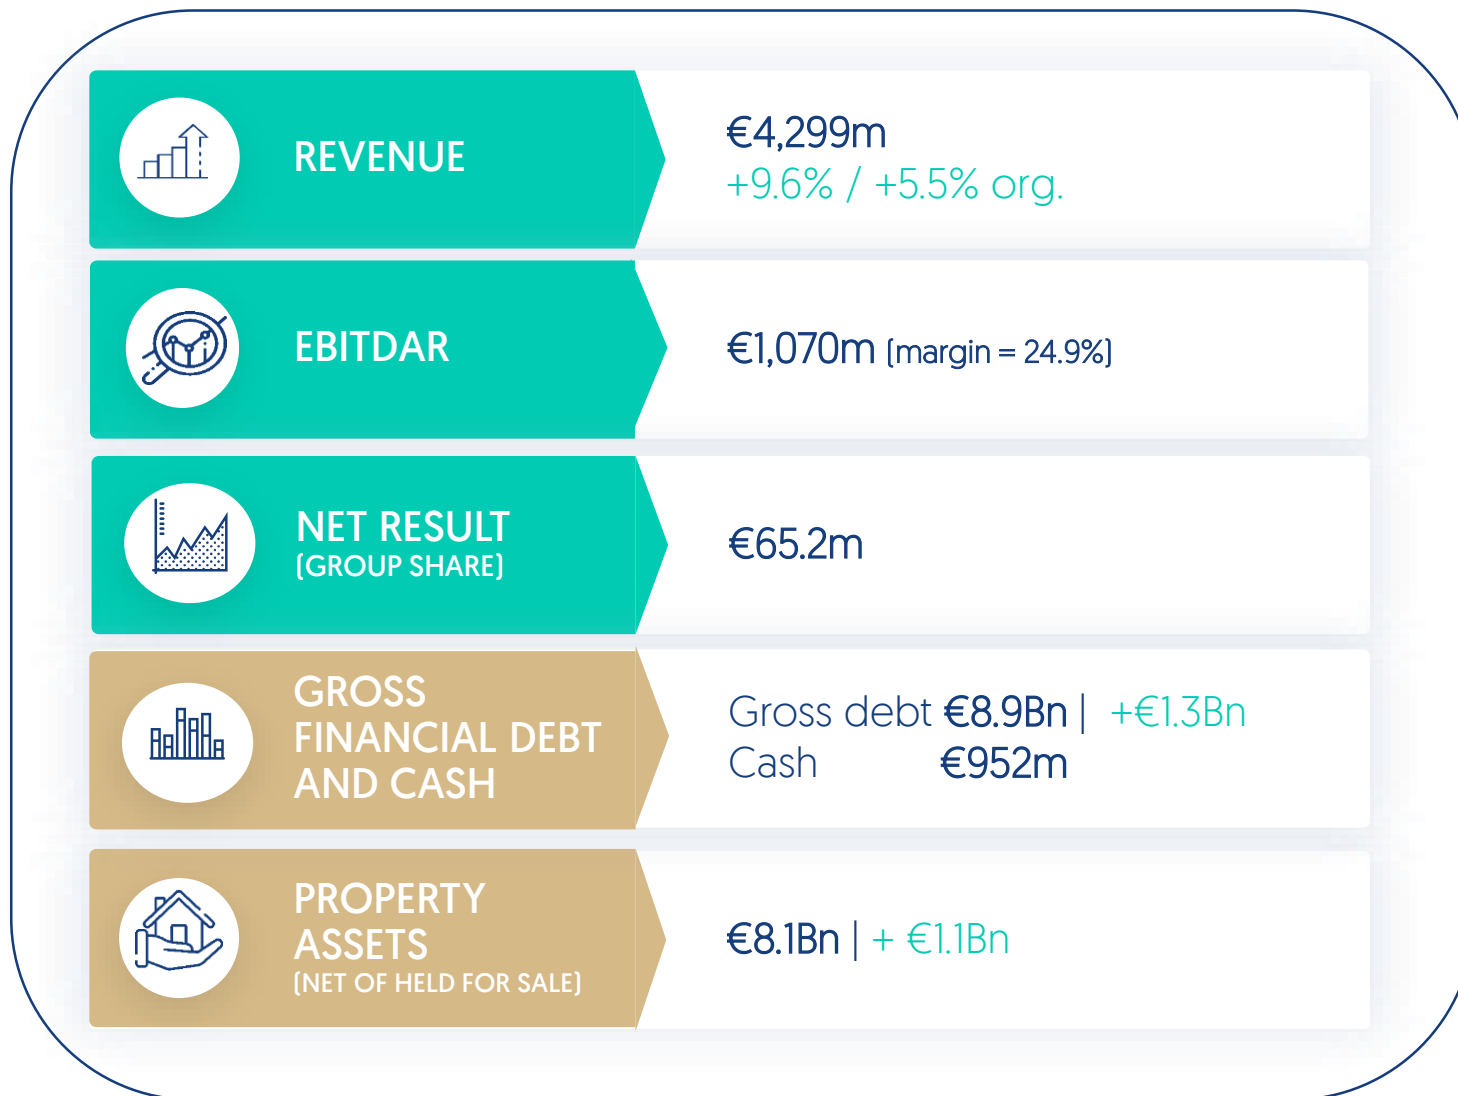 REVENUE
€4,299m
+9.6% / +5.5% org.
EBITDAR
€1,070m (margin = 24.9%)
NET RESULT
(GROUP SHARE)
€65.2m
GROSS
FINANCIAL DEBT
AND CASH
Gross debt €8.9Bn | +€1.3Bn
Cash €952m
PROPERTY
ASSETS
(NET OF HELD FOR SALE)
€8.1Bn | + €1.1Bn